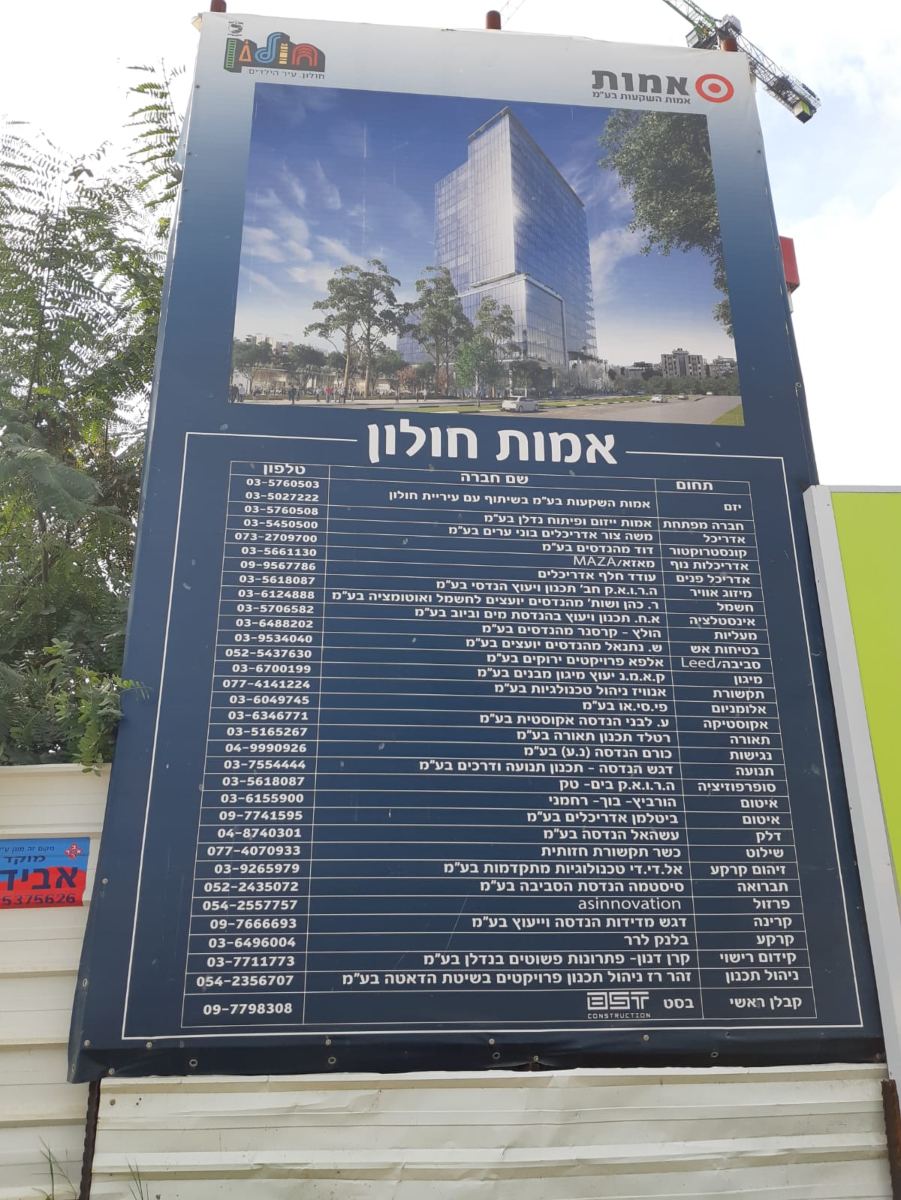 חולון
חולון. עיר הילדים
אמות
אמות השקעות בע"מ
אמות חולון
תחום שם חברה טלפון
יזם אמות השקעות בע"מ בשיתוף עם עיריית חולון 03-5760503
03-5027222
חברה מפתחת אמות ייזום ופיתוח נדלן בע"מ 03-5760508
אדריכל משה צור אדריכלים בוני ערים בע"מ 03-5450500
קונסטרוקטור דוד מהנדסים בע"מ 073-2709700
אדריכלות נוף מאזא/MAZA 03-5661130
אדריכל פנים עודד חלף אדריכלים 09-9567786
מיזוג אוויר ה.ר.ו.א.ק חב' תכנון ויעוץ הנדסי בע"מ 03-5618087
חשמל ר. כהן ושות' מהנדסים יועצים לחשמל ואוטומציה בע"מ 03-6124888
אינסטלציה א.ח. תכנון ויעוץ בהנדסת מים וביוב בע"מ 03-5706582
מעליות הולץ - קרסנר מהנדסים בע"מ 03-6488202
בטיחות אש ש. נתנאל מהנדסים יועצים בע"מ 03-9534040
סביבה/Leed אלפא פרויקטים ירוקים בע"מ 052-5437630
מיגון ק.א.מ.נ יעוץ מיגון מבנים בע"מ 03-6700199
תקשורת אנוויז ניהול טכנולוגיות בע"מ 077-4141224
אלומניום פי.סי.או בע"מ 03-6049745
אקוסטיקה ע. לבני הנדסה אקוסטית בע"מ 03-6346771
תאורה רטלד תכנון תאורה בע"מ 03-5165267
נגישות כורם הנדסה (נ.ע) בע"מ 04-9990926
תנועה דגש הנדסה - תכנון תנועה ודרכים בע"מ 03-7554444
סופרפוזיציה ה.ר.ו.א.ק בים- טק 03-5618087
איטום הורביץ- בוך- רחמני 03-6155900
איטום ביטלמן אדריכלים בע"מ 09-7741595
דלק עשהאל הנדסה בע"מ 04-8740301
שילוט כשר תקשורת חזותית 077-4070933
זיהום קרקע אל.די.די טכנולוגיות מתקדמות בע"מ 03-9265979
תברואה סיסטמה הנדסת הסביבה בע"מ 052-2435072
פרזול asinnovation 054-2557757
קרינה דגש מדידות הנדסה וייעוץ בע"מ 09-7666693
קרקע בלנק לרר 03-6496004
קידום רישוי קרן דנון- פתרונות פשוטים בנדלן בע"מ 03-7711773
ניהול תכנון זהר רז ניהול תכנון פרויקטים בשיטת הדאטה בע"מ 054-2356707
קבלן ראשי בסט BST CONSTRUCTION 09-7798308
מקום זה מוגן ע"י
מוקד
אביד
5375626